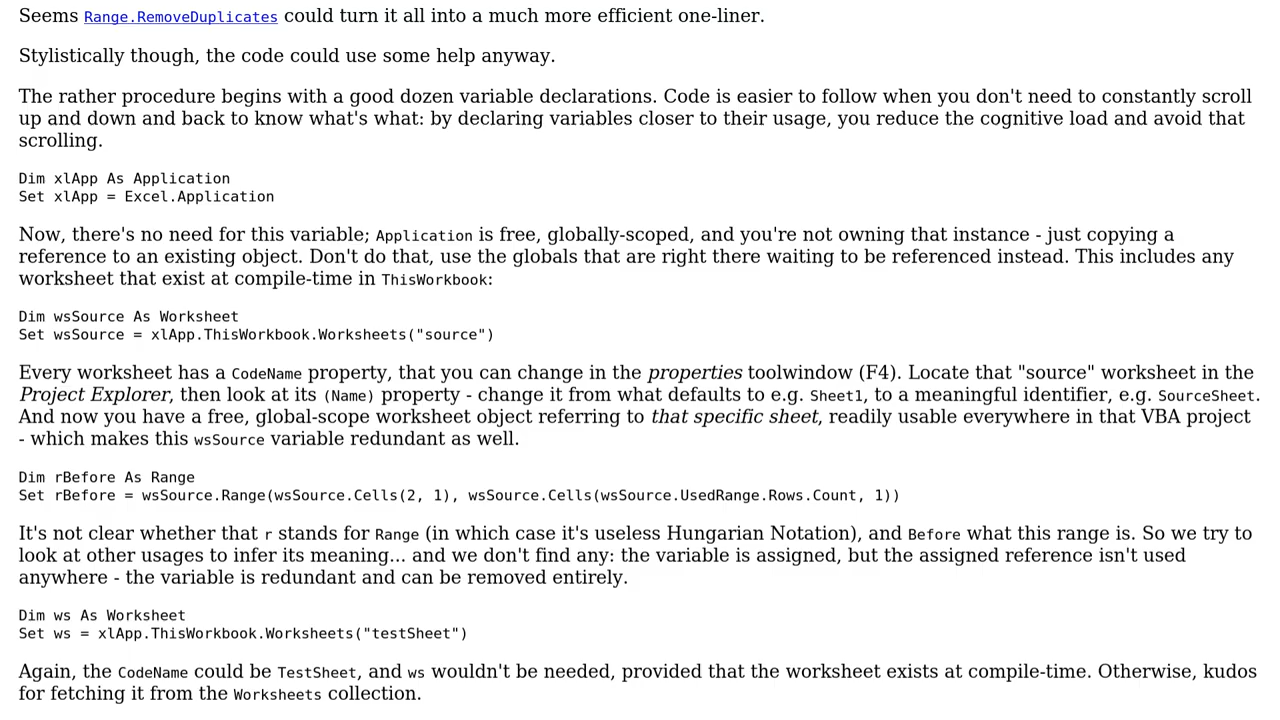 Seems Range.RemoveDuplicates could turn it all into a much more efficient one-liner.
Stylistically though, the code could use some help anyway.
The rather procedure begins with a good dozen variable declarations. Code is easier to follow when you don't need to constantly scroll
up and down and back to know what's what: by declaring variables closer to their usage, you reduce the cognitive load and avoid that
scrolling.
Dim xlApp As Application
Set xlApp = Excel.Application
Now, there's no need for this variable; Application is free, globally-scoped, and you're not owning that instance - just copying a
reference to an existing object. Don't do that, use the globals that are right there waiting to be referenced instead. This includes any
worksheet that exist at compile-time in ThisWorkbook:
Dim wsSource As Worksheet
Set wsSource = xlApp.ThisWorkbook.Worksheets("source")
Every worksheet has a CodeName property, that you can change in the properties toolwindow (F4). Locate that "source" worksheet in the
Project Explorer, then look at its (Name) property - change it from what defaults to e.g. Sheet1, to a meaningful identifier, e.g. SourceSheet.
And now you have a free, global-scope worksheet object referring to that specific sheet, readily usable everywhere in that VBA project
- which makes this wsSource variable redundant as well.
Dim rBefore As Range
Set rBefore = wsSource.Range(wsSource.Cells(2, 1), wsSource.Cells(wsSource.UsedRange.Rows.Count, 1))
It's not clear whether that r stands for Range (in which case it's useless Hungarian Notation), and Before what this range is. So we try to
look at other usages to infer its meaning... and we don't find any: the variable is assigned, but the assigned reference isn't used
anywhere - the variable is redundant and can be removed entirely.
Dim ws As Worksheet
Set ws = xlApp.ThisWorkbook.Worksheets("testSheet")
Again, the CodeName could be TestSheet, and ws wouldn't be needed, provided that the worksheet exists at compile-time. Otherwise, kudos
for fetching it from the Worksheets collection.